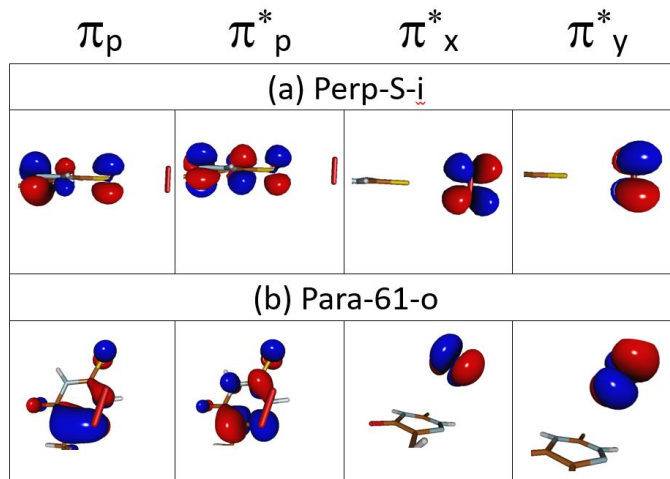 πp π*p π*x π*y
(a) Perp-S-i
(b) Para-61-o